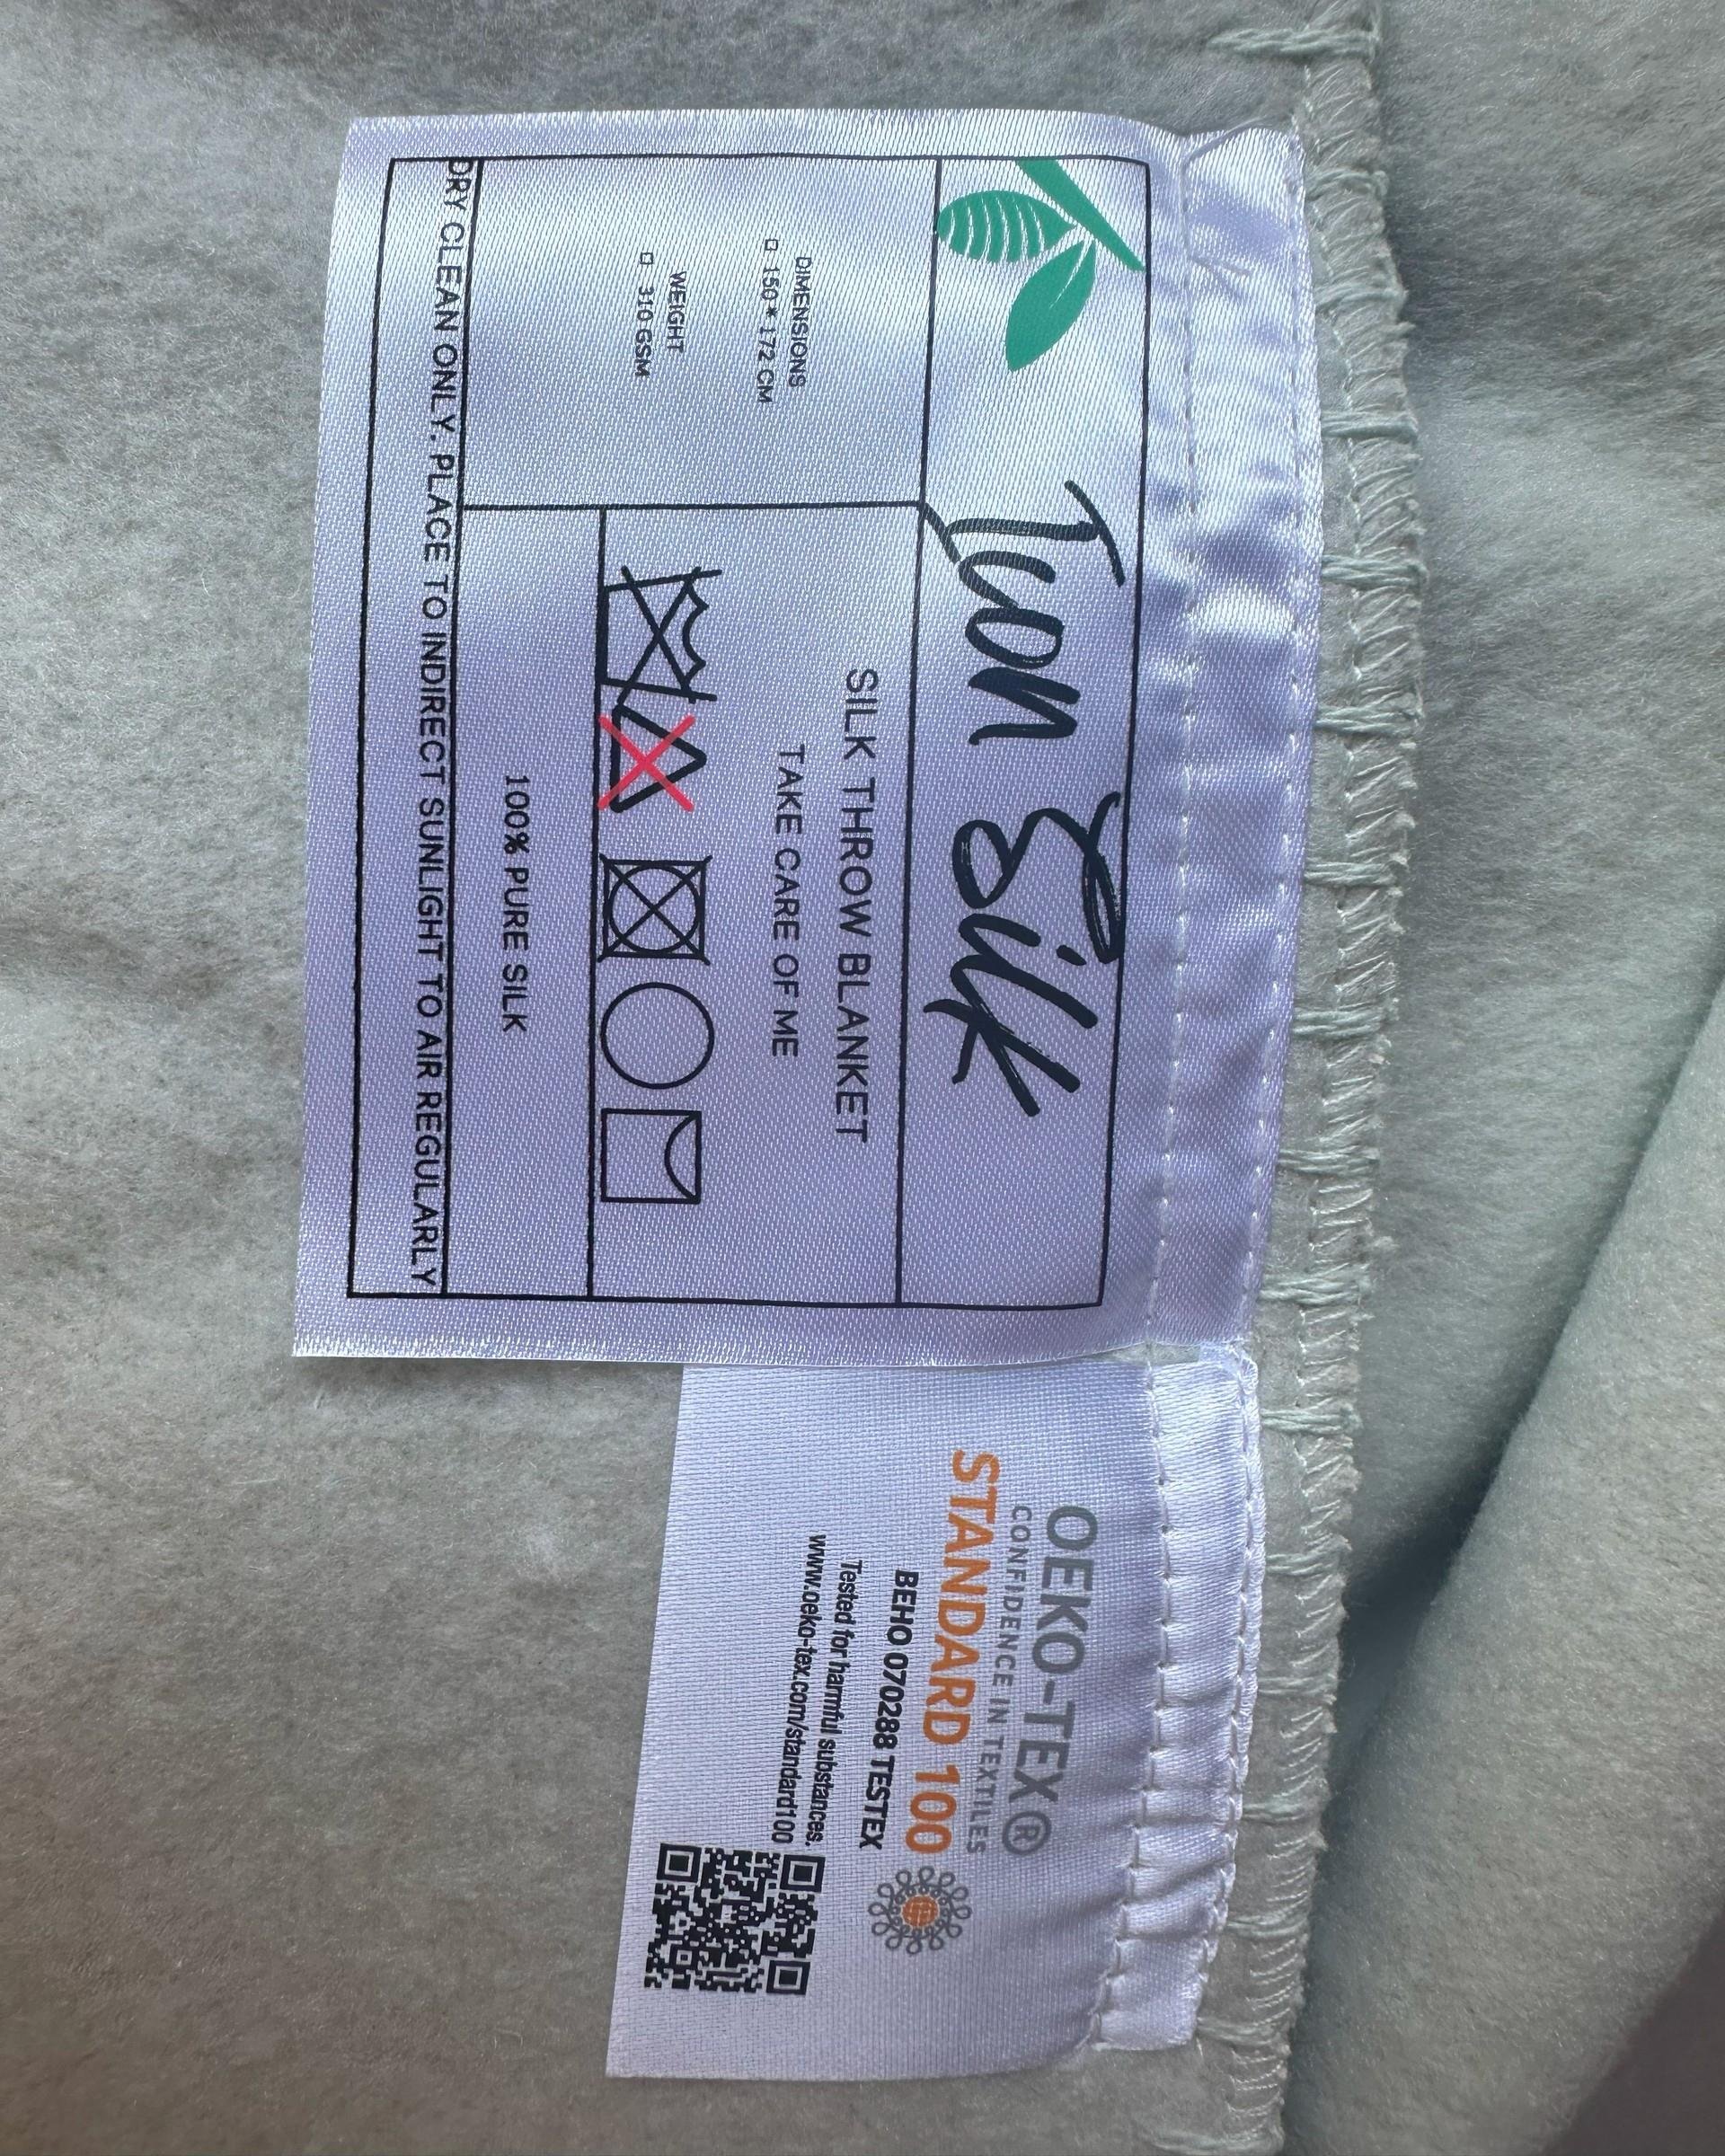 Icon Silk
DIMENSIONS
150 * 172 CM
WEIGHT
310 GSM
SILK THROW BLANKET
TAKE CARE OF ME
100% PURE SILK
DRY CLEAN ONLY. PLACE TO INDIRECT SUNLIGHT TO AIR REGULARLY
OEKO-TEX®
CONFIDENCE IN TEXTILES
STANDARD 100
BEHO 070288 TESTEX
Tested for harmful substances.
www.oeko-tex.com/standard100